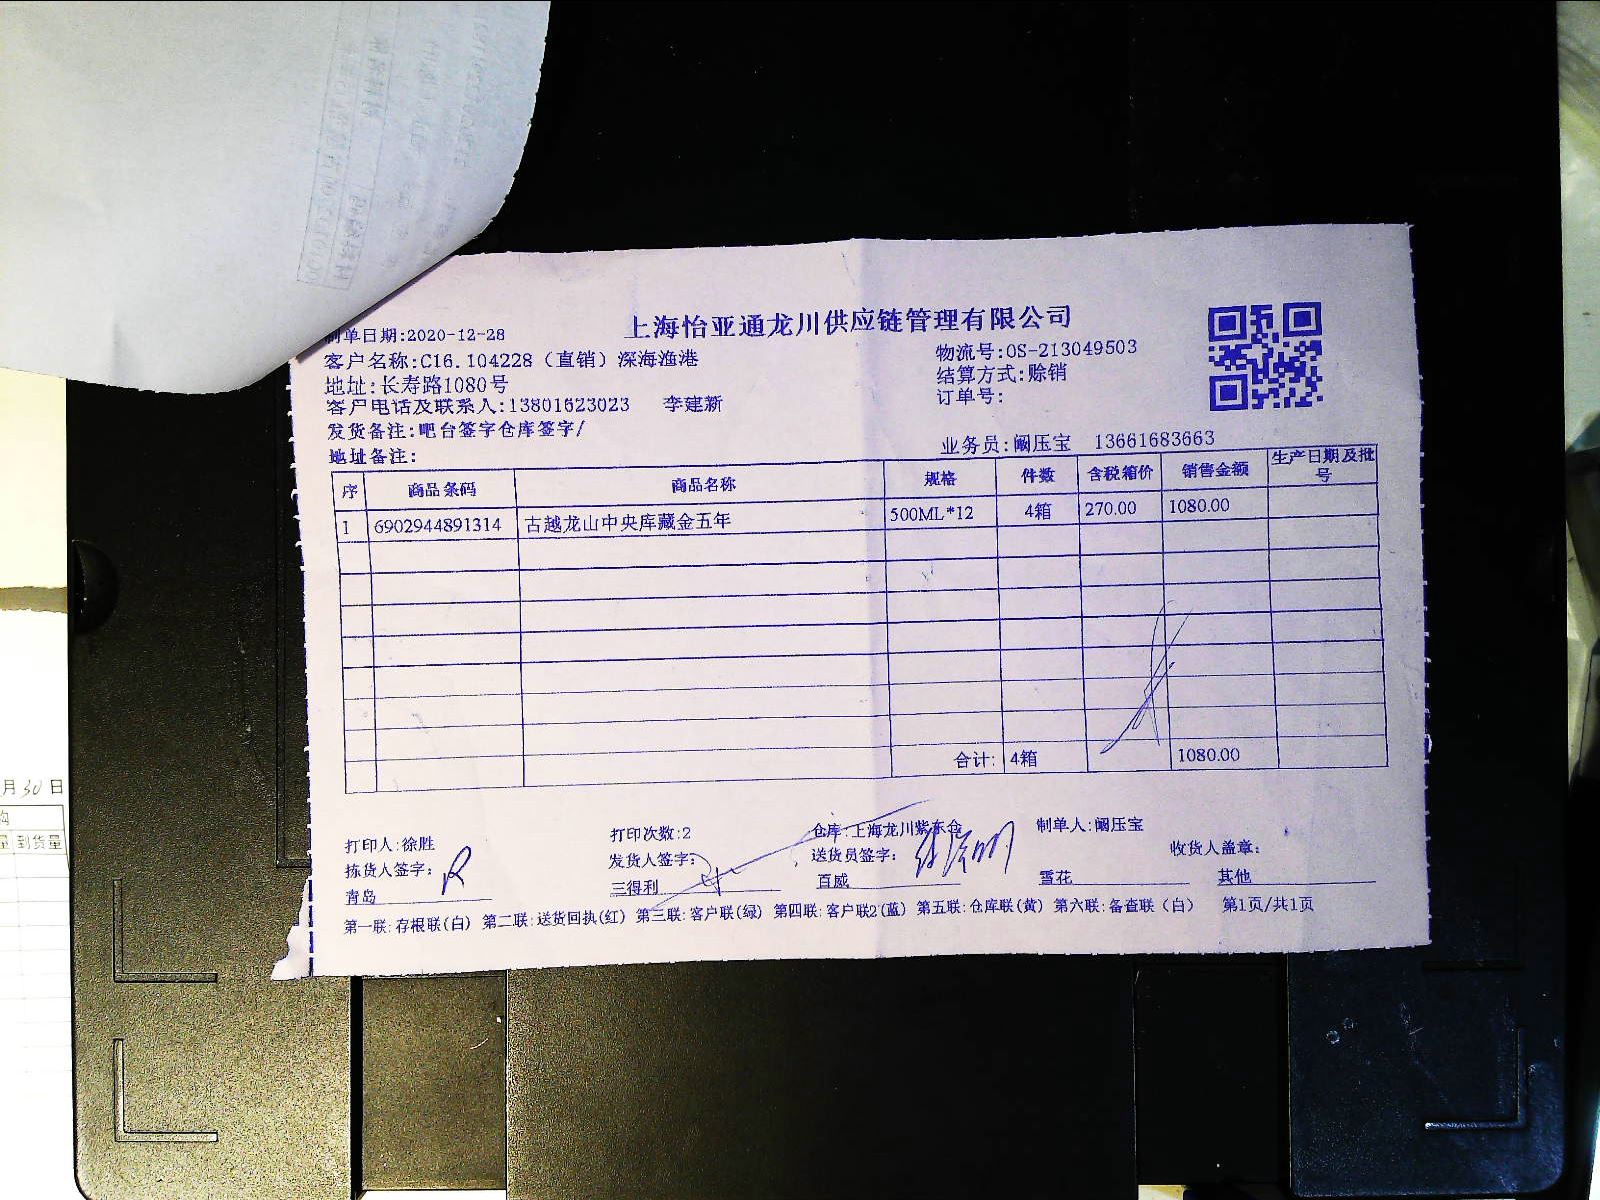 上海怡亚通龙川供应链管理有限公司
制单日期:2020-12-28
客户名称:C16.104228（直销）深海渔港
物流号:OS-213049503
地址:长寿路1080号
结算方式:赊销
客户电话及联系人:13801623023 李建新
订单号:
发货备注:吧台签字仓库签字/
地址备注:
业务员:阚压宝 13661683663
序 商品条码 商品名称 规格 件数 含税箱价 销售金额 生产日期及批号
1 6902944891314 古越龙山中央库藏金五年 500ML*12 4箱 270.00 1080.00
合计: 4箱 1080.00
打印人:徐胜 打印次数:2 仓库:上海龙川紫东仓 制单人:阚压宝
拣货人签字: 发货人签字: 送货员签字: 收货人盖章:
青岛 三得利 百威 雪花 其他
第一联:存根联(白) 第二联:送货回执(红) 第三联:客户联(绿) 第四联:客户联2(蓝) 第五联:仓库联(黄) 第六联:备查联（白） 第1页/共1页
月30日
到货量